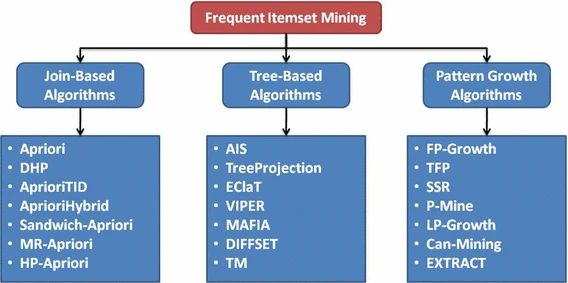 Frequent Itemset Mining
Join-Based
Algorithms
Tree-Based
Algorithms
Pattern Growth
Algorithms
• Apriori
• DHP
• AprioriTID
• AprioriHybrid
• Sandwich-Apriori
• MR-Apriori
• HP-Apriori
• AIS
• TreeProjection
• EClaT
• VIPER
• MAFIA
• DIFFSET
• TM
• FP-Growth
• TFP
• SSR
• P-Mine
• LP-Growth
• Can-Mining
• EXTRACT